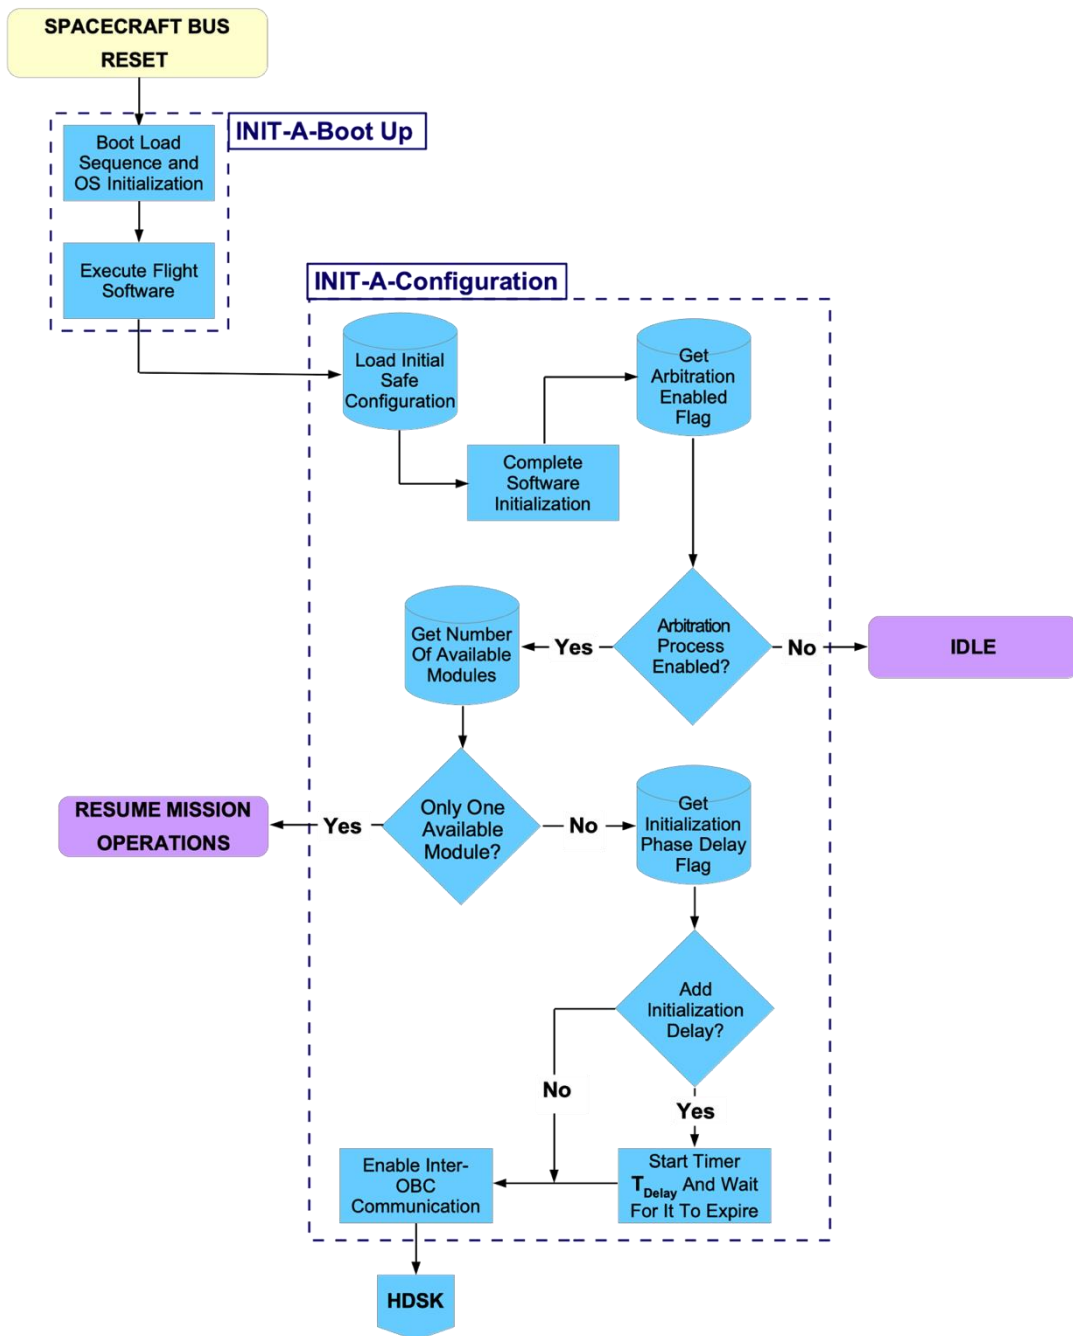 SPACECRAFT BUS
RESET
INIT-A-Boot Up
Boot Load
Sequence and
OS Initialization
Execute Flight
Software
INIT-A-Configuration
Load Initial
Safe
Configuration
Get
Arbitration
Enabled
Flag
Complete
Software
Initialization
Arbitration
Process
Enabled?
No
IDLE
Yes
Get Number
Of Available
Modules
Only One
Available
Module?
Yes
RESUME MISSION
OPERATIONS
No
Get
Initialization
Phase Delay
Flag
Add
Initialization
Delay?
No
Yes
Start Timer
TDelay And Wait
For It To Expire
Enable Inter-
OBC
Communication
HDSK